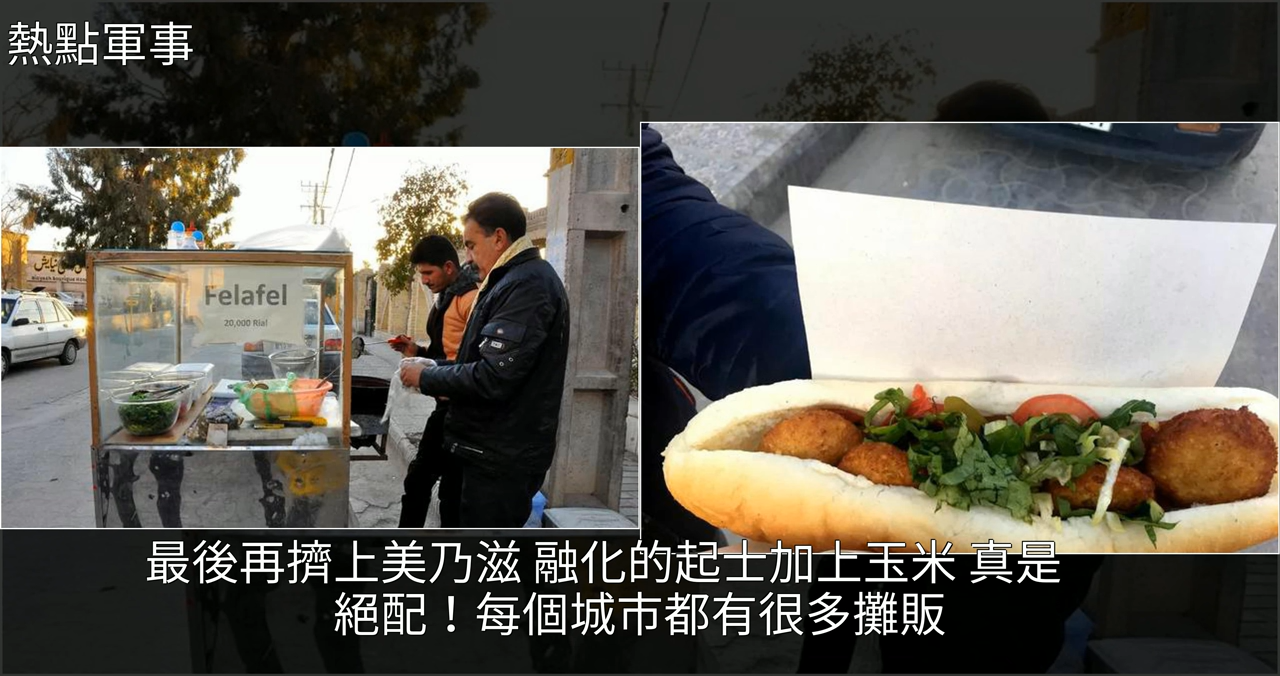 熱點軍事
Felafel
20,000 Rial
最後再擠上美乃滋 融化的起士加上玉米 真是
絕配！每個城市都有很多攤販